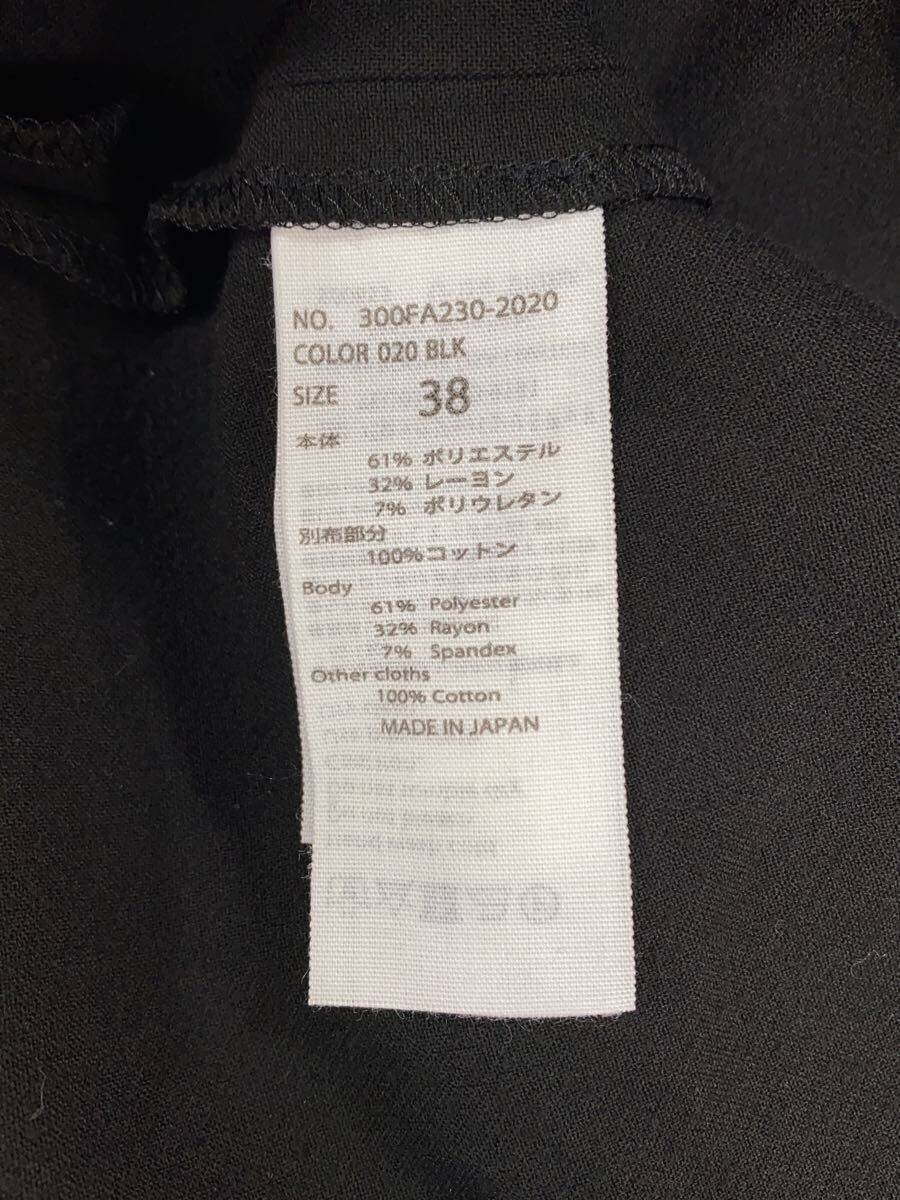 NO. 300FA230-2020
COLOR 020 BLK
SIZE 38
本体
61% ポリエステル
32% レーヨン
7% ポリウレタン
別布部分
100%コットン
Body
61% Polyester
32% Rayon
7% Spandex
Other cloths
100% Cotton
MADE IN JAPAN